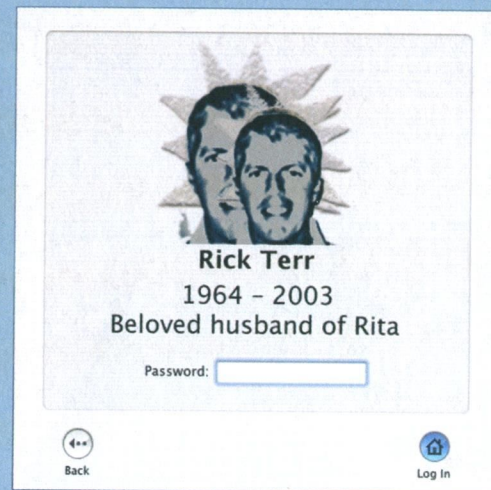 Rick Terr
1964 – 2003
Beloved husband of Rita
Password:
Back
Log In